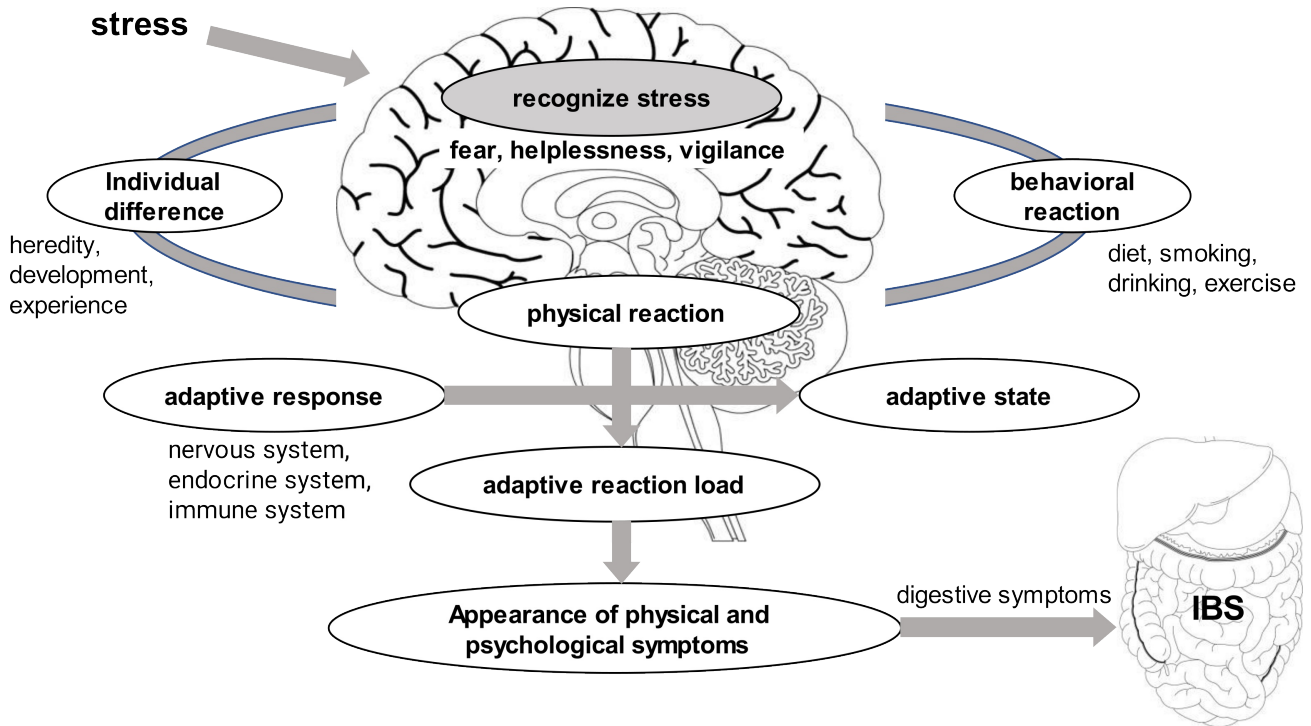 stress
recognize stress
fear, helplessness, vigilance
Individual
difference
heredity,
development,
experience
behavioral
reaction
diet, smoking,
drinking, exercise
physical reaction
adaptive response
adaptive state
nervous system,
endocrine system,
immune system
adaptive reaction load
Appearance of physical and
psychological symptoms
digestive symptoms
IBS